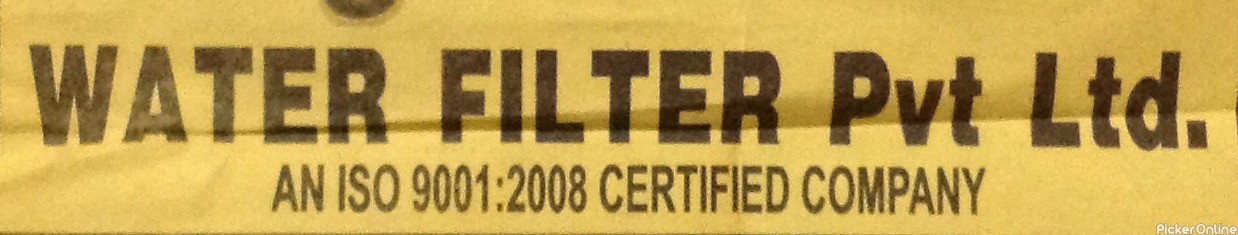 WATER FILTER Pvt Ltd.
AN ISO 9001:2008 CERTIFIED COMPANY
PickerOnline